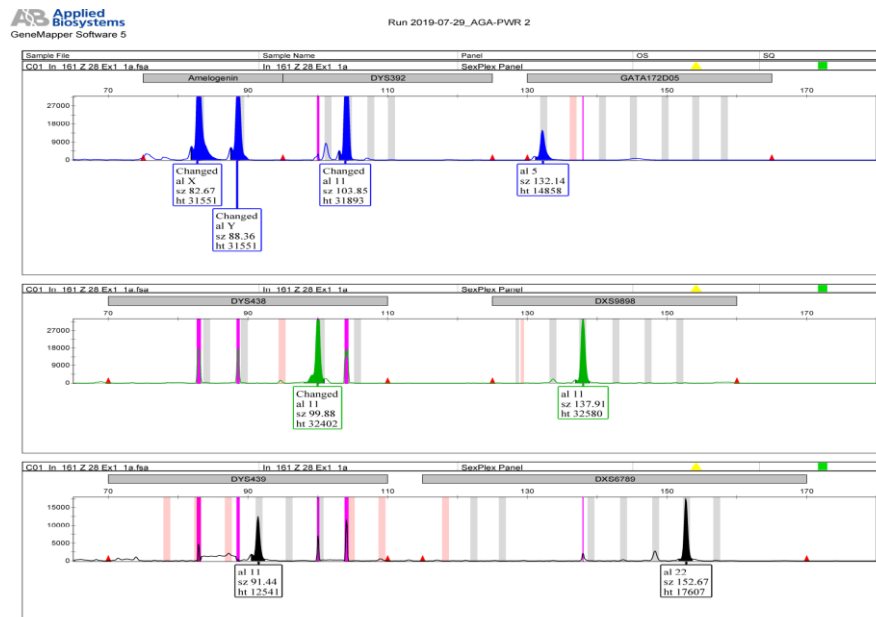 AB Applied Biosystems
GeneMapper Software 5
Run 2019-07-29_AGA-PWR 2
Sample File Sample Name Panel OS SQ
C01_In_161_Z_28_Ex1_1a.fsa In_161_Z_28_Ex1_1a SexPlex Panel
Amelogenin DYS392 GATA172D05
70 90 110 130 150 170
27000
18000
9000
0
Changed
al X
sz 82.67
ht 31551
Changed
al Y
sz 88.36
ht 31551
Changed
al 11
sz 103.85
ht 31893
al 5
sz 132.14
ht 14858
C01_In_161_Z_28_Ex1_1a.fsa In_161_Z_28_Ex1_1a SexPlex Panel
DYS438 DXS9898
70 90 110 130 150 170
27000
18000
9000
0
Changed
al 11
sz 99.88
ht 32402
al 11
sz 137.91
ht 32580
C01_In_161_Z_28_Ex1_1a.fsa In_161_Z_28_Ex1_1a SexPlex Panel
DYS439 DXS6789
70 90 110 130 150 170
15000
10000
5000
0
al 11
sz 91.44
ht 12541
al 22
sz 152.67
ht 17607